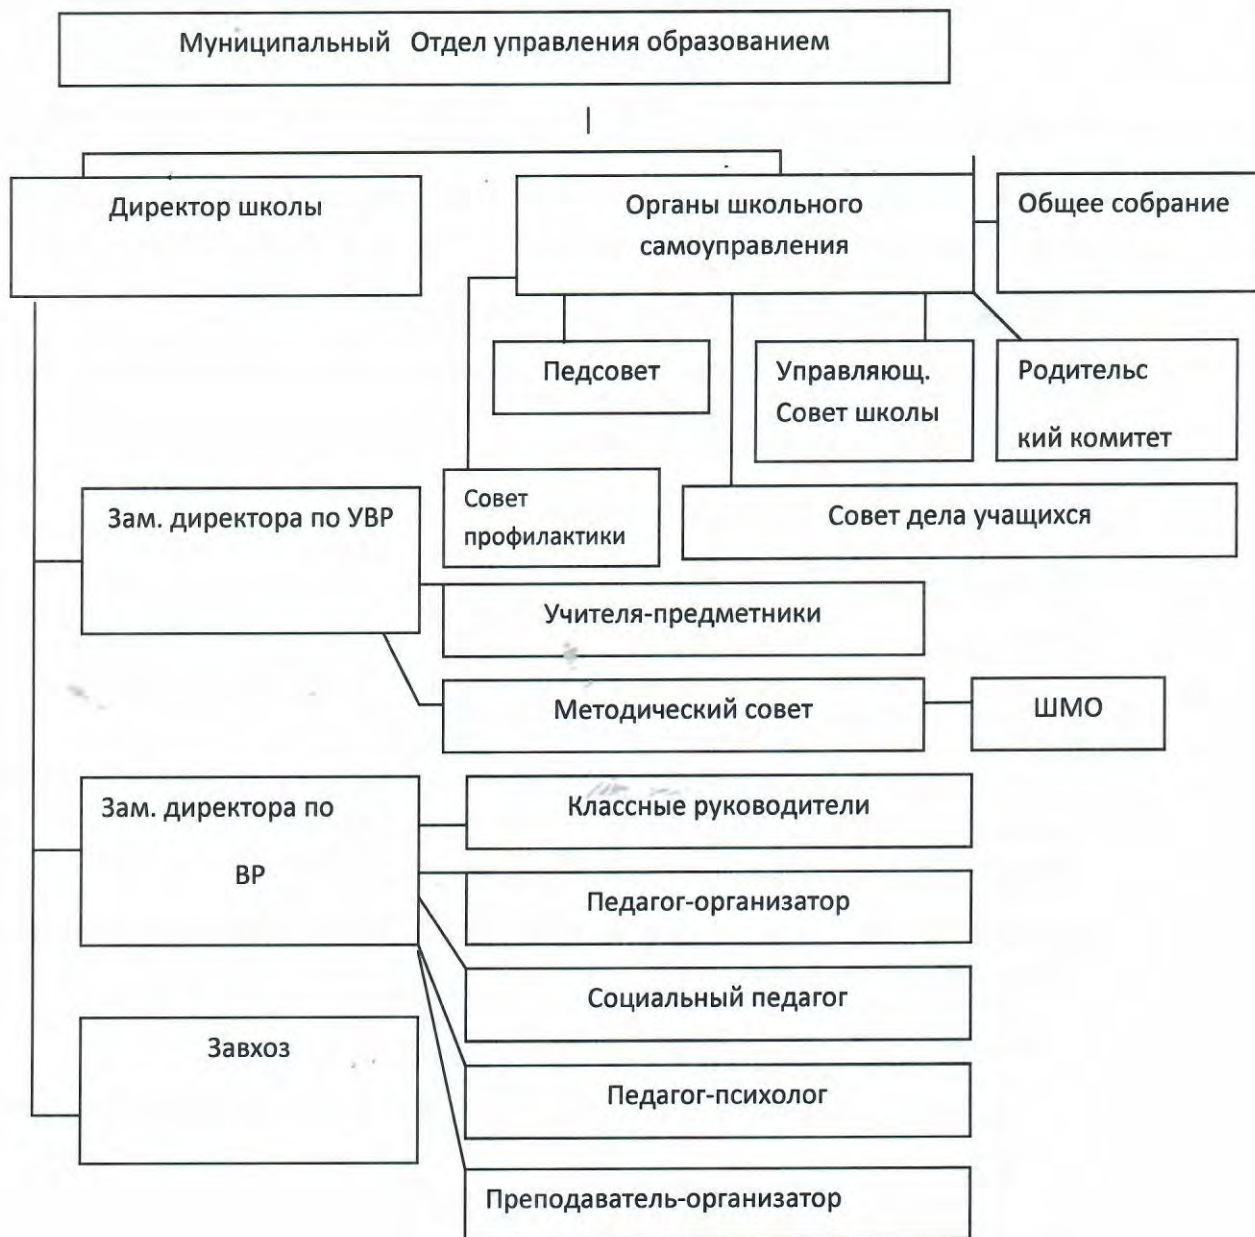 Муниципальный Отдел управления образованием
Директор школы
Органы школьного
самоуправления
Общее собрание
Педсовет
Управляющ.
Совет школы
Родительс
кий комитет
Совет
профилактики
Совет дела учащихся
Зам. директора по УВР
Учителя-предметники
Методический совет
ШМО
Зам. директора по
ВР
Классные руководители
Педагог-организатор
Социальный педагог
Педагог-психолог
Завхоз
Преподаватель-организатор